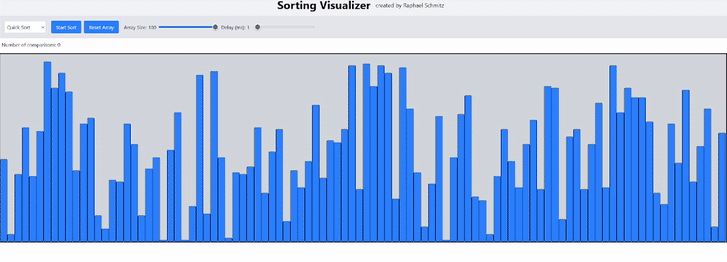 Sorting Visualizer created by Raphael Schmitz
Quick Sort Start Sort Reset Array Array Size: 100 Delay (ms): 1
Number of comparisons: 0